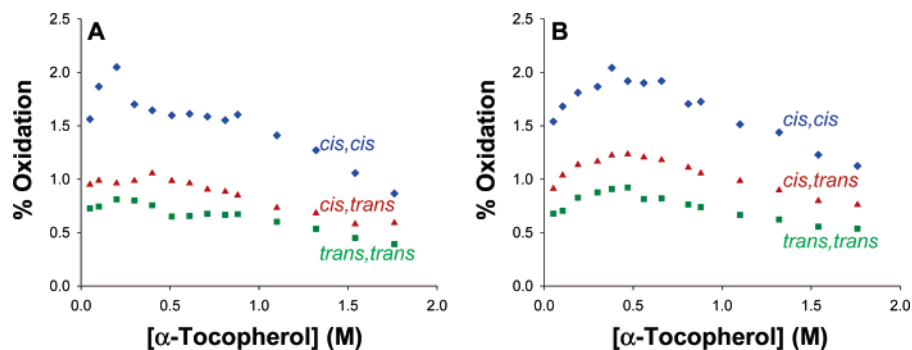 A
2.5
2.0
1.5
1.0
0.5
0.0
% Oxidation
cis,cis
cis,trans
trans,trans
0.0 0.5 1.0 1.5 2.0
[α-Tocopherol] (M)
B
2.5
2.0
1.5
1.0
0.5
0.0
% Oxidation
cis,cis
cis,trans
trans,trans
0.0 0.5 1.0 1.5 2.0
[α-Tocopherol] (M)